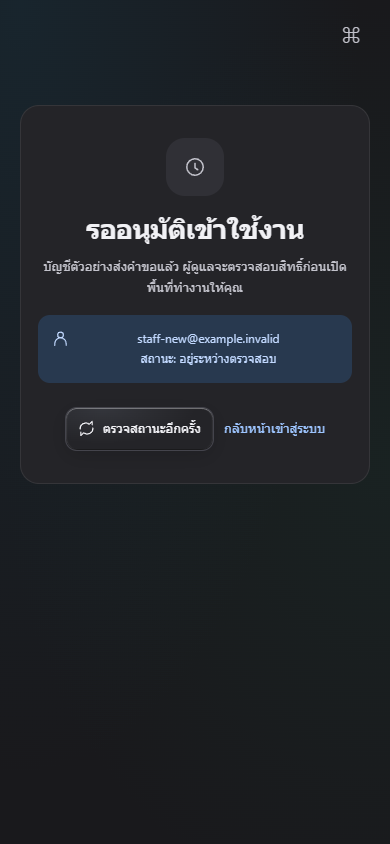 รออนุมัติเข้าใช้งาน
บัญชีตัวอย่างส่งคำขอแล้ว ผู้ดูแลจะตรวจสอบสิทธิ์ก่อนเปิด
พื้นที่ทำงานให้คุณ
staff-new@example.invalid
สถานะ: อยู่ระหว่างตรวจสอบ
ตรวจสถานะอีกครั้ง
กลับหน้าเข้าสู่ระบบ